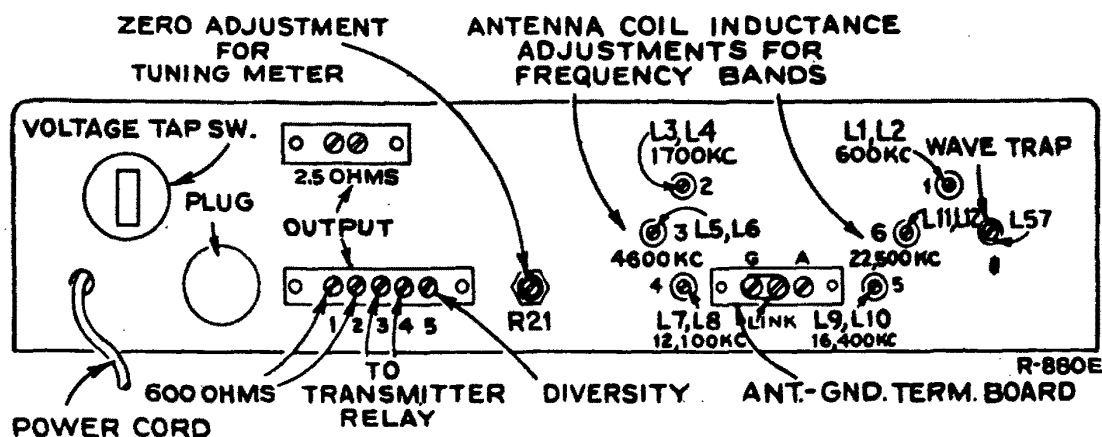 ZERO ADJUSTMENT
FOR
TUNING METER
ANTENNA COIL INDUCTANCE
ADJUSTMENTS FOR
FREQUENCY BANDS
VOLTAGE TAP SW.
2.5 OHMS
PLUG
OUTPUT
1 2 3 4 5
R21
L3, L4
1700KC
2
L1, L2
600KC
1
WAVE TRAP
3 L5, L6
4600KC
6 L11, L12
22,500KC
L57
G A
4
L7, L8
12,100KC
LINK
5
L9, L10
16,400KC
R-880E
POWER CORD
600 OHMS
TO
TRANSMITTER
RELAY
DIVERSITY
ANT.-GND. TERM. BOARD